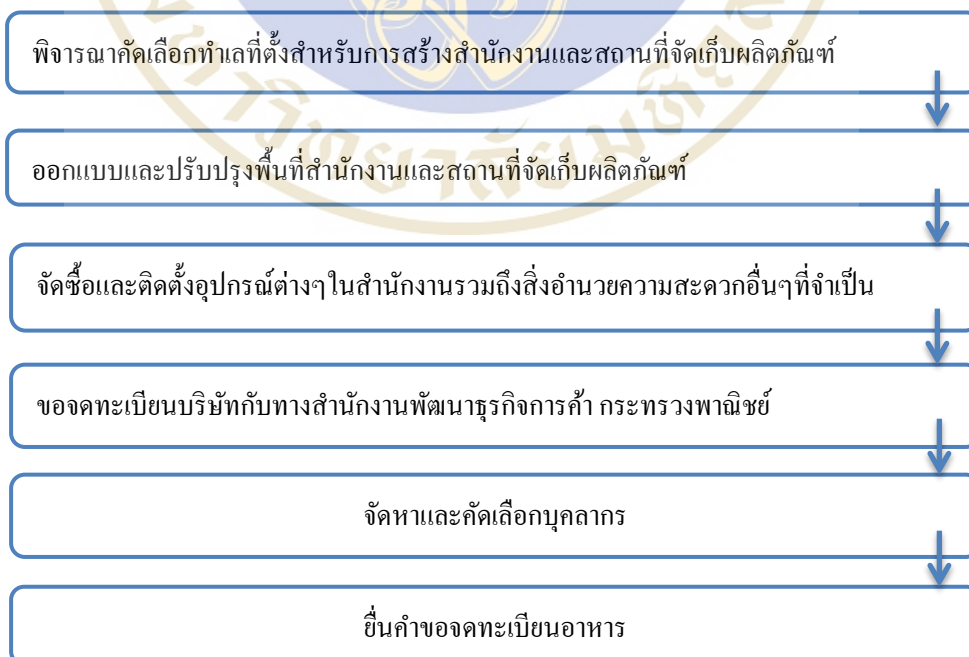 พิจารณาคัดเลือกทำเลที่ตั้งสำหรับการสร้างสำนักงานและสถานที่จัดเก็บผลิตภัณฑ์
ออกแบบและปรับปรุงพื้นที่สำนักงานและสถานที่จัดเก็บผลิตภัณฑ์
จัดซื้อและติดตั้งอุปกรณ์ต่างๆในสำนักงานรวมถึงสิ่งอำนวยความสะดวกอื่นๆที่จำเป็น
ขอจดทะเบียนบริษัทกับทางสำนักงานพัฒนาธุรกิจการค้า กระทรวงพาณิชย์
จัดหาและคัดเลือกบุคลากร
ยื่นคำขอจดทะเบียนอาหาร